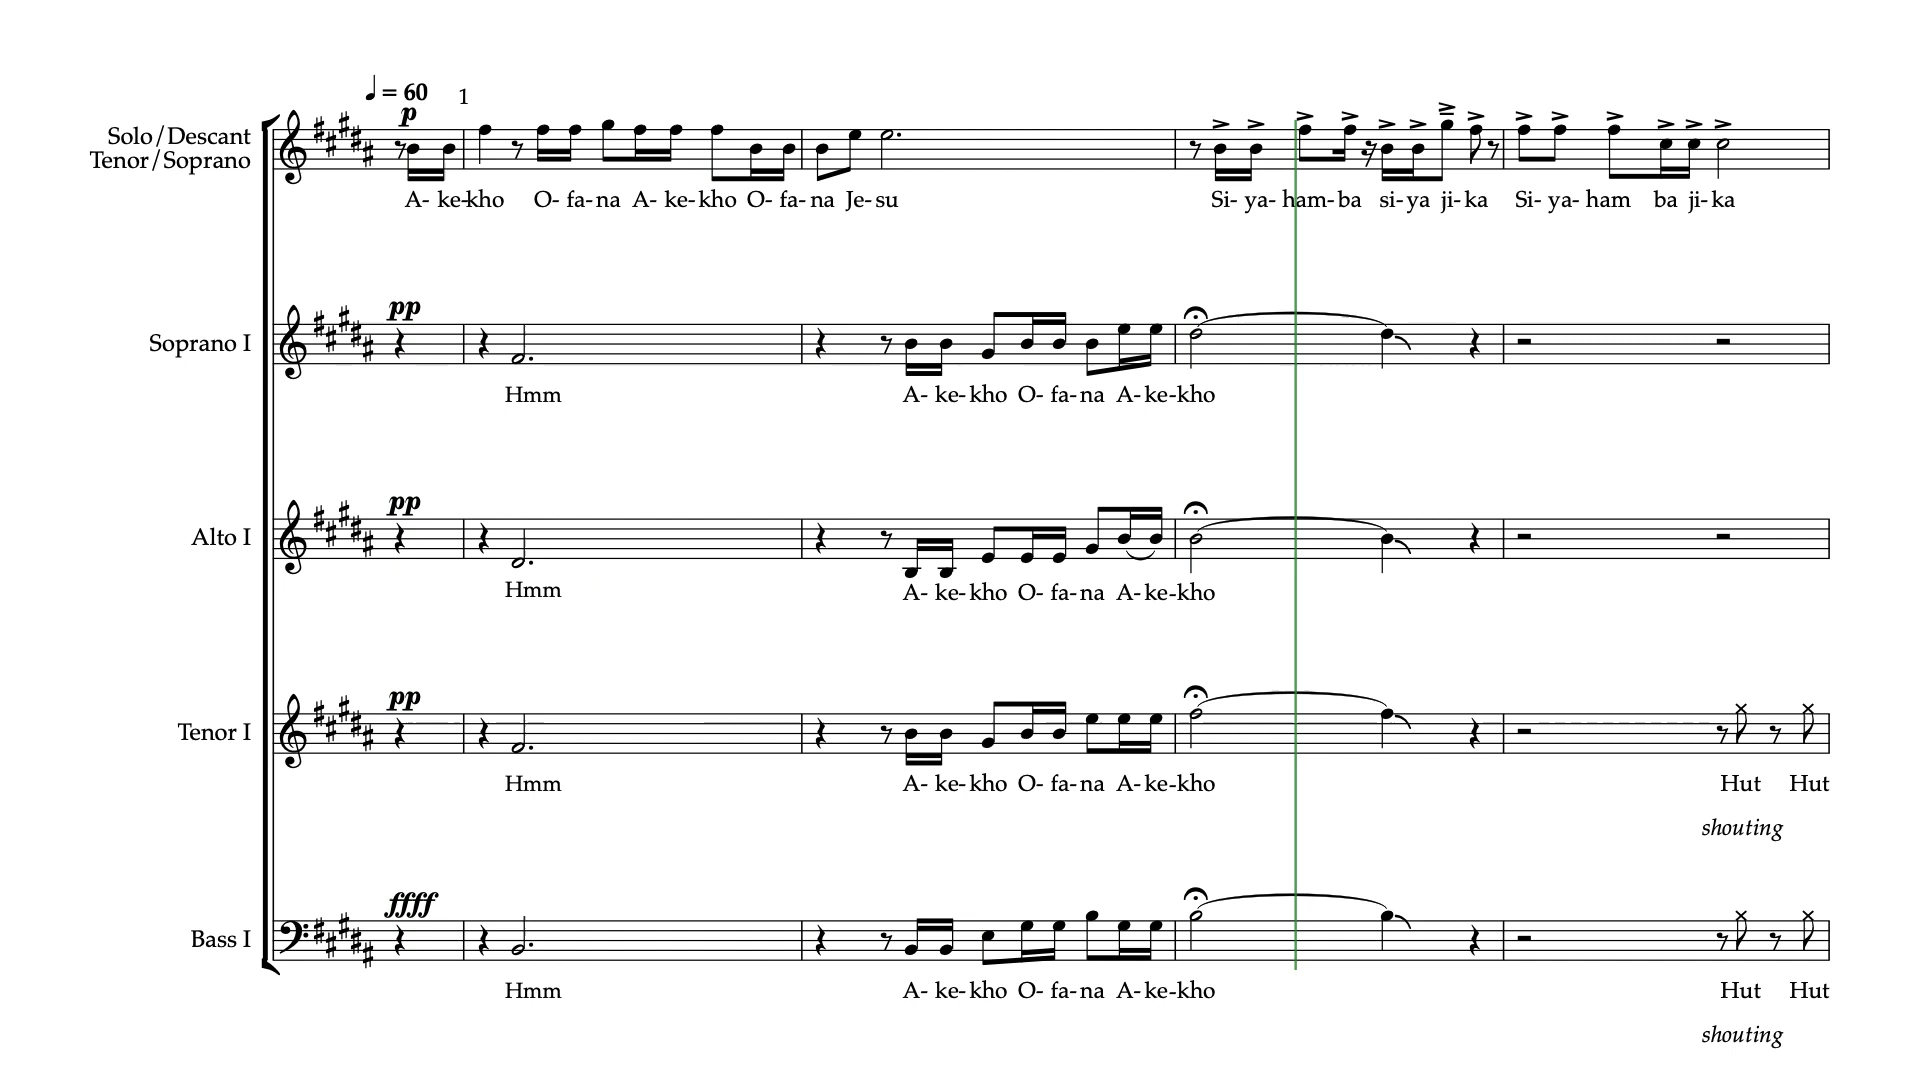 ♩ = 60
1
p
Solo/Descant
Tenor/Soprano
A- ke-kho O- fa-na A- ke-kho O- fa-na Je-su Si- ya- ham-ba si-ya ji-ka Si- ya- ham ba ji-ka
pp
Soprano I
Hmm A- ke-kho O- fa-na A-ke-kho
pp
Alto I
Hmm A- ke-kho O- fa-na A-ke-kho
pp
Tenor I
Hmm A- ke-kho O- fa-na A-ke-kho Hut Hut
shouting
ffff
Bass I
Hmm A- ke-kho O- fa-na A-ke-kho Hut Hut
shouting